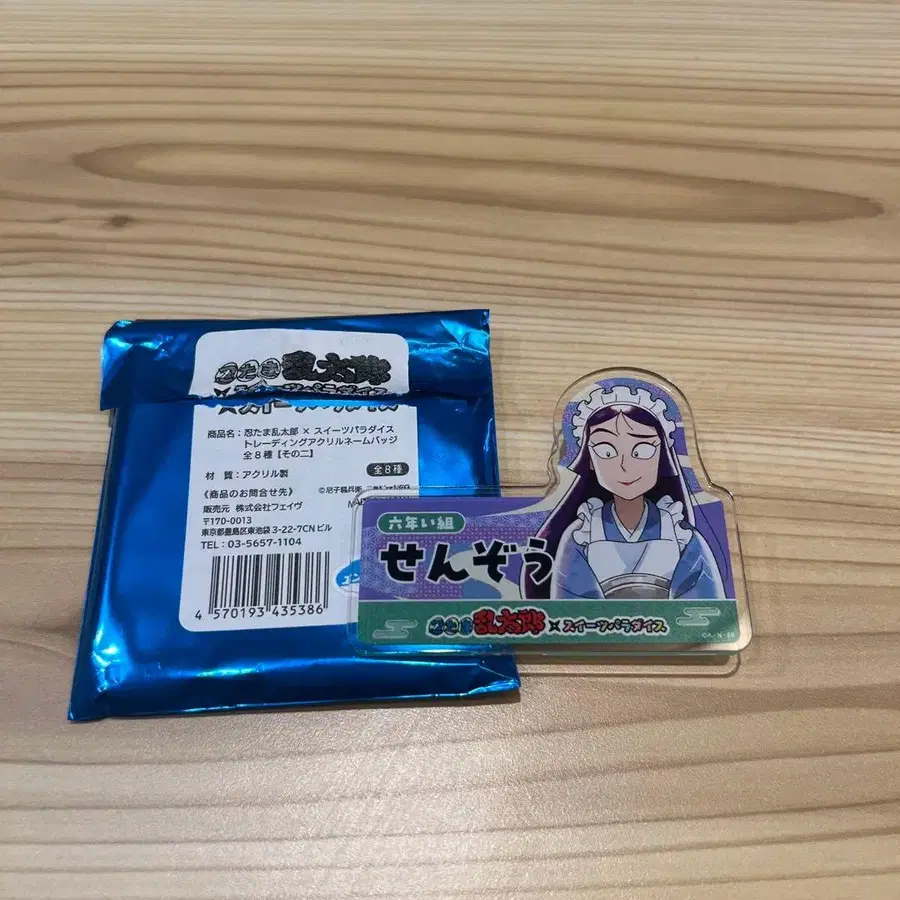 忍たま乱太郎
×スイーツパラダイス
商品名：忍たま乱太郎 × スイーツパラダイス
トレーディングアクリルネームバッジ
全８種【その二】
材 質：アクリル製
全８種
《商品のお問合せ先》
©尼子騒兵衛
販売元 株式会社フェイヴ
〒170-0013
東京都豊島区東池袋 3-22-7CN ビル
TEL：03-5657-1104
4 570193 435386
六年い組
せんぞう
忍たま乱太郎×スイーツパラダイス